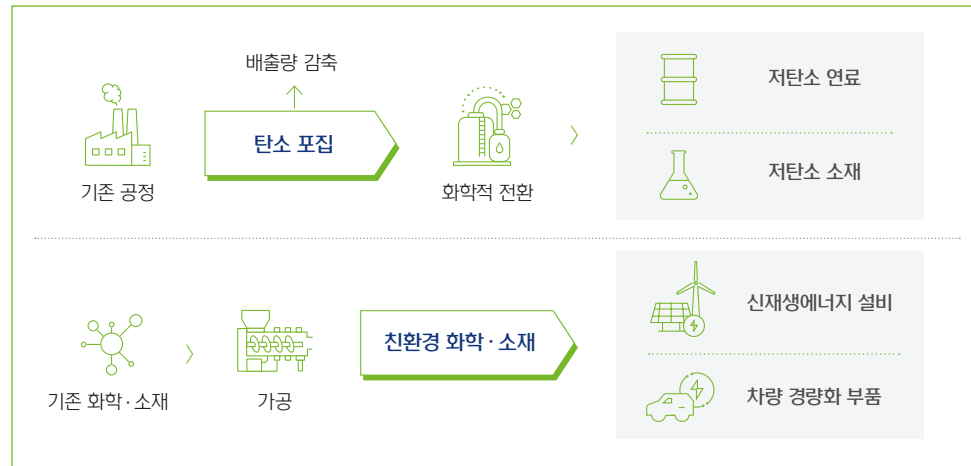 배출량 감축
탄소 포집
기존 공정
화학적 전환
저탄소 연료
저탄소 소재
기존 화학·소재
가공
친환경 화학·소재
신재생에너지 설비
차량 경량화 부품